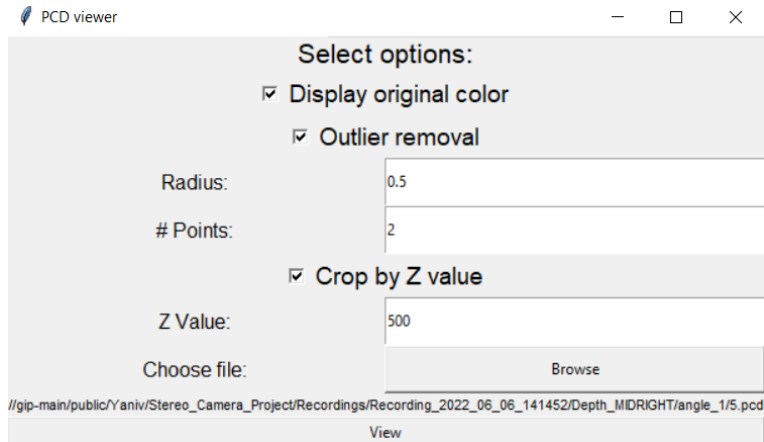 PCD viewer
Select options:
Display original color
Outlier removal
Radius: 0.5
# Points: 2
Crop by Z value
Z Value: 500
Choose file: Browse
//gip-main/public/Yaniv/Stereo_Camera_Project/Recordings/Recording_2022_06_06_141452/Depth_MIDRIGHT/angle_1/5.pcd
View